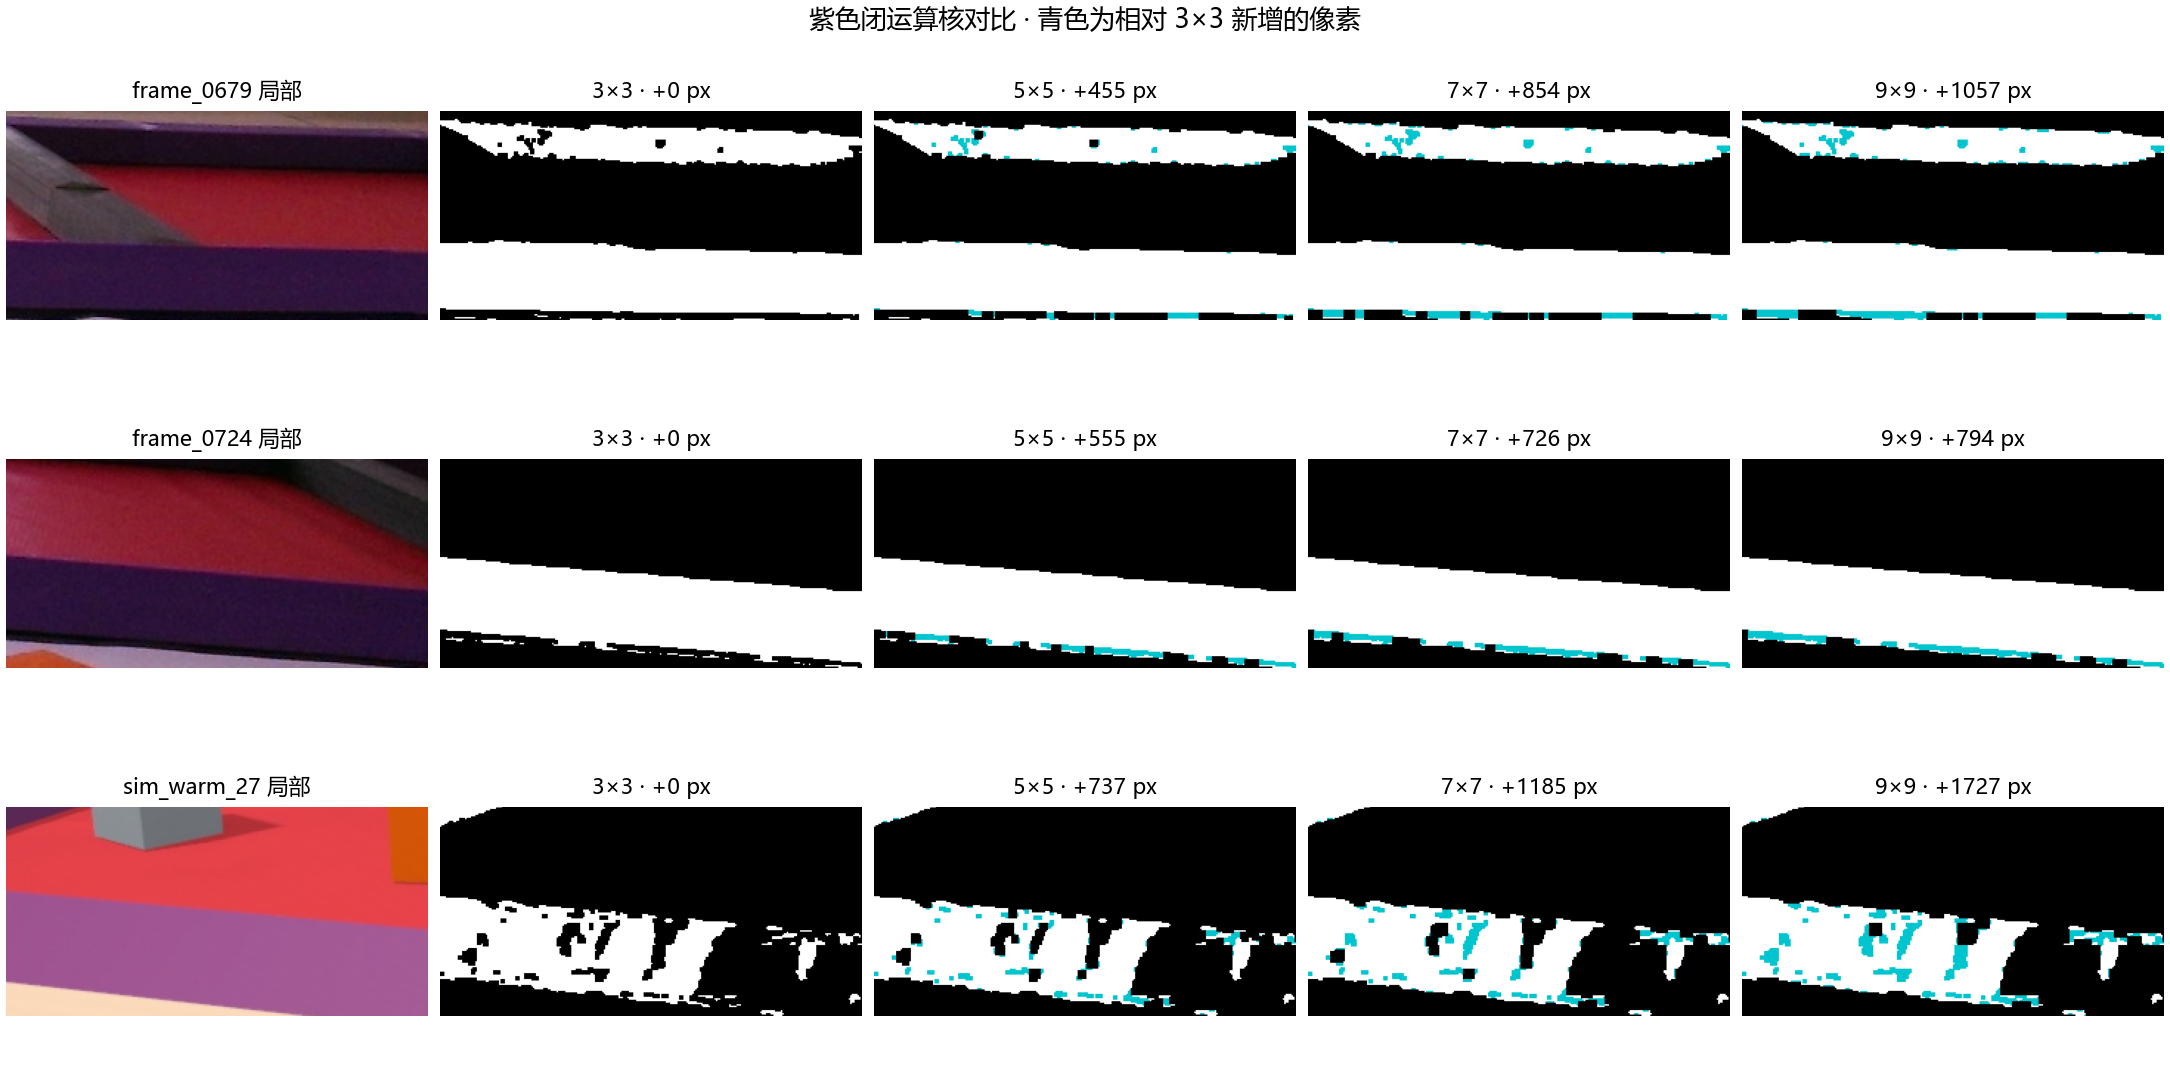 紫色闭运算核对比 · 青色为相对 3×3 新增的像素
frame_0679 局部
3×3 · +0 px
5×5 · +455 px
7×7 · +854 px
9×9 · +1057 px
frame_0724 局部
3×3 · +0 px
5×5 · +555 px
7×7 · +726 px
9×9 · +794 px
sim_warm_27 局部
3×3 · +0 px
5×5 · +737 px
7×7 · +1185 px
9×9 · +1727 px